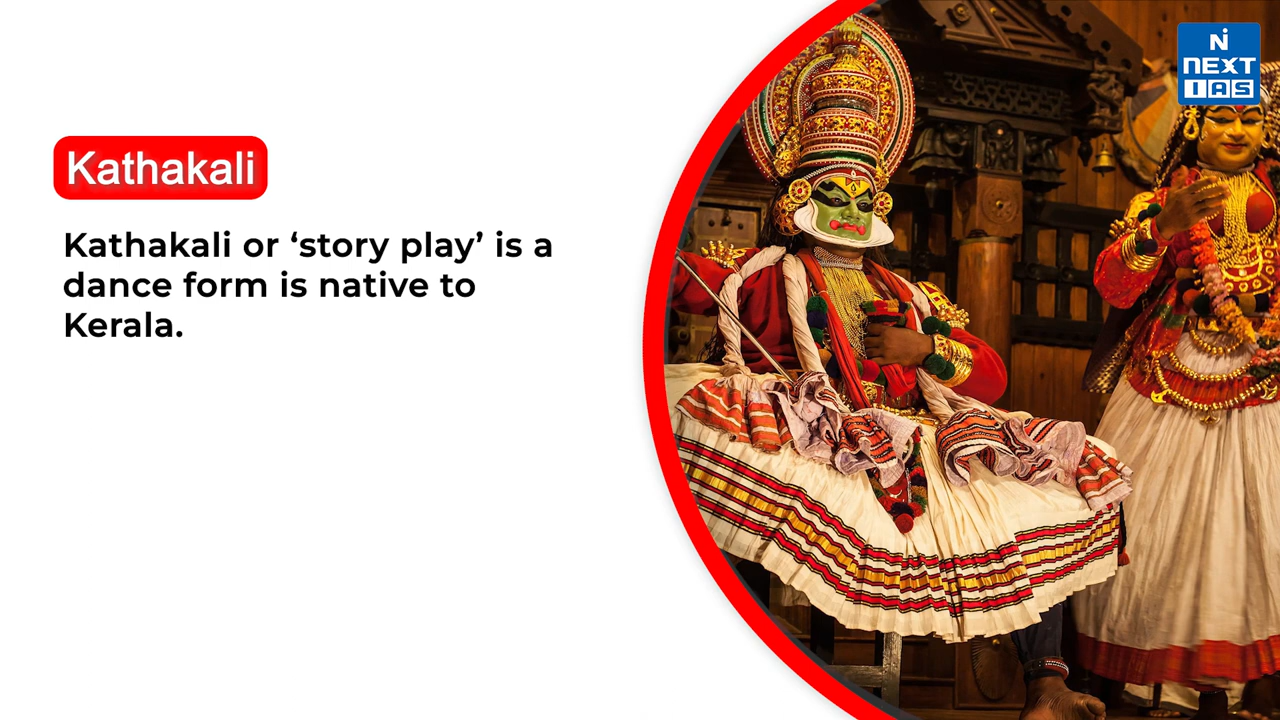 Kathakali
Kathakali or ‘story play’ is a
dance form is native to
Kerala.
N
NEXT
IAS